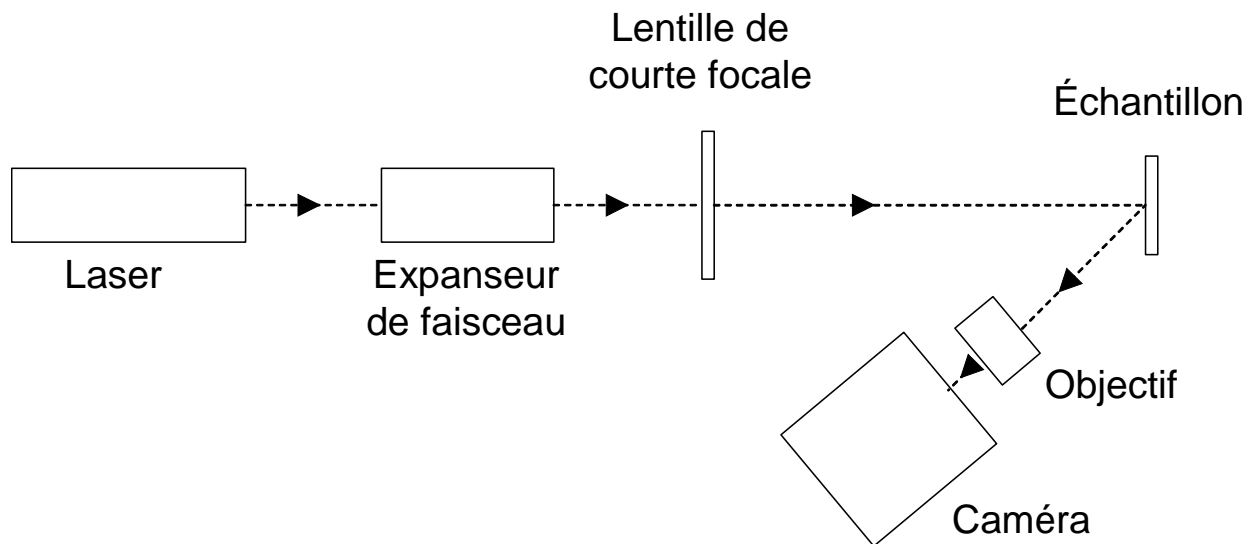 Lentille de
courte focale
Échantillon
Laser
Expanseur
de faisceau
Objectif
Caméra